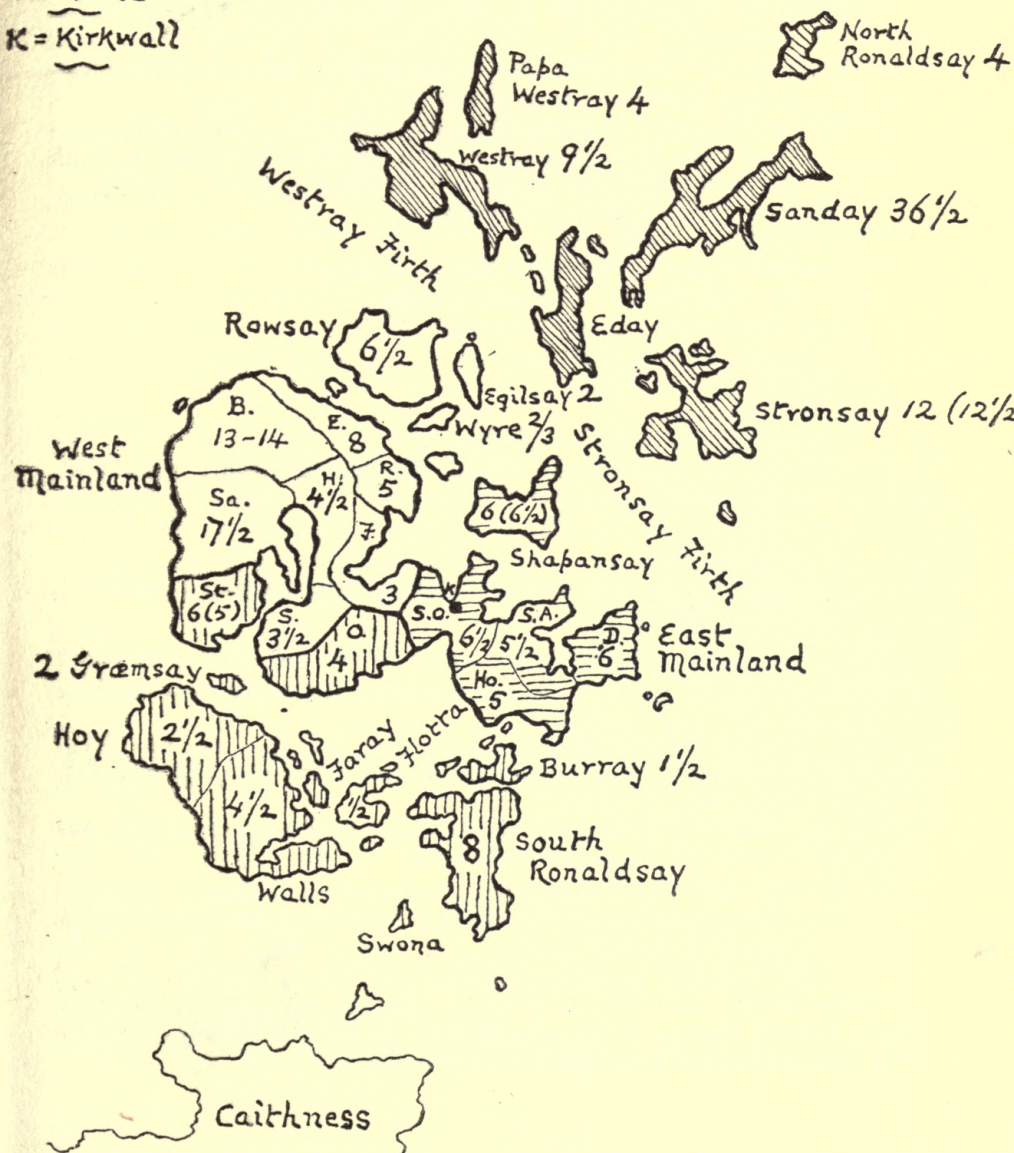 K = Kirkwall
North
Ronaldsay 4
Papa
Westray 4
Westray 9½
Sanday 36½
Westray Firth
Rowsay
6½
Eday
Egilsay 2
Wyre ⅔
Stronsay 12 (12½
Stronsay Firth
West
Mainland
B.
13-14
E.
8
H.
4½
R.
5
Sa.
17½
F.
6(6½)
Shapansay
St.
6(5)
3
K
S.O.
6½
S.A.
5½
D.
6
East
Mainland
S.
3½
O.
4
Ho.
5
2 Græmsay
Hoy
2½
4½
Faray
Flotta
½
Burray 1½
8
South
Ronaldsay
Walls
Swona
Caithness